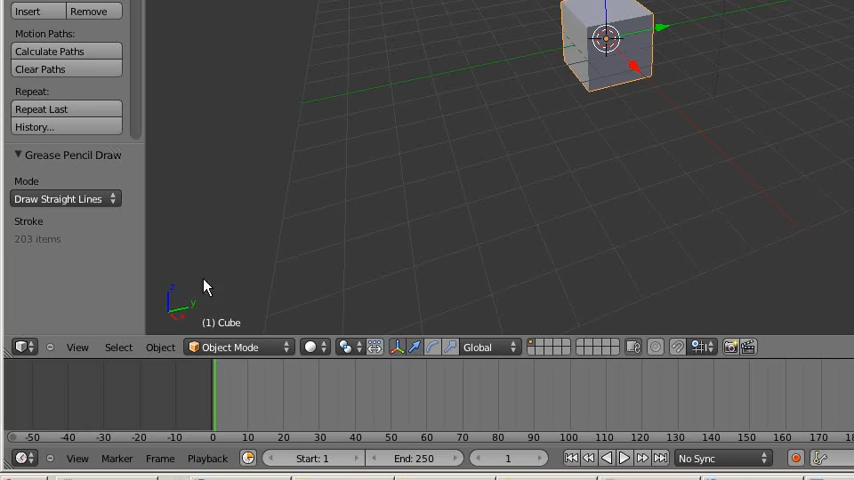 Insert Remove
Motion Paths:
Calculate Paths
Clear Paths
Repeat:
Repeat Last
History...
Grease Pencil Draw
Mode
Draw Straight Lines
Stroke
203 items
z
y
(1) Cube
View Select Object Object Mode Global
-50 -40 -30 -20 -10 0 10 20 30 40 50 60 70 80 90 100 110 120 130 140 150 160 170
View Marker Frame Playback Start: 1 End: 250 1 No Sync